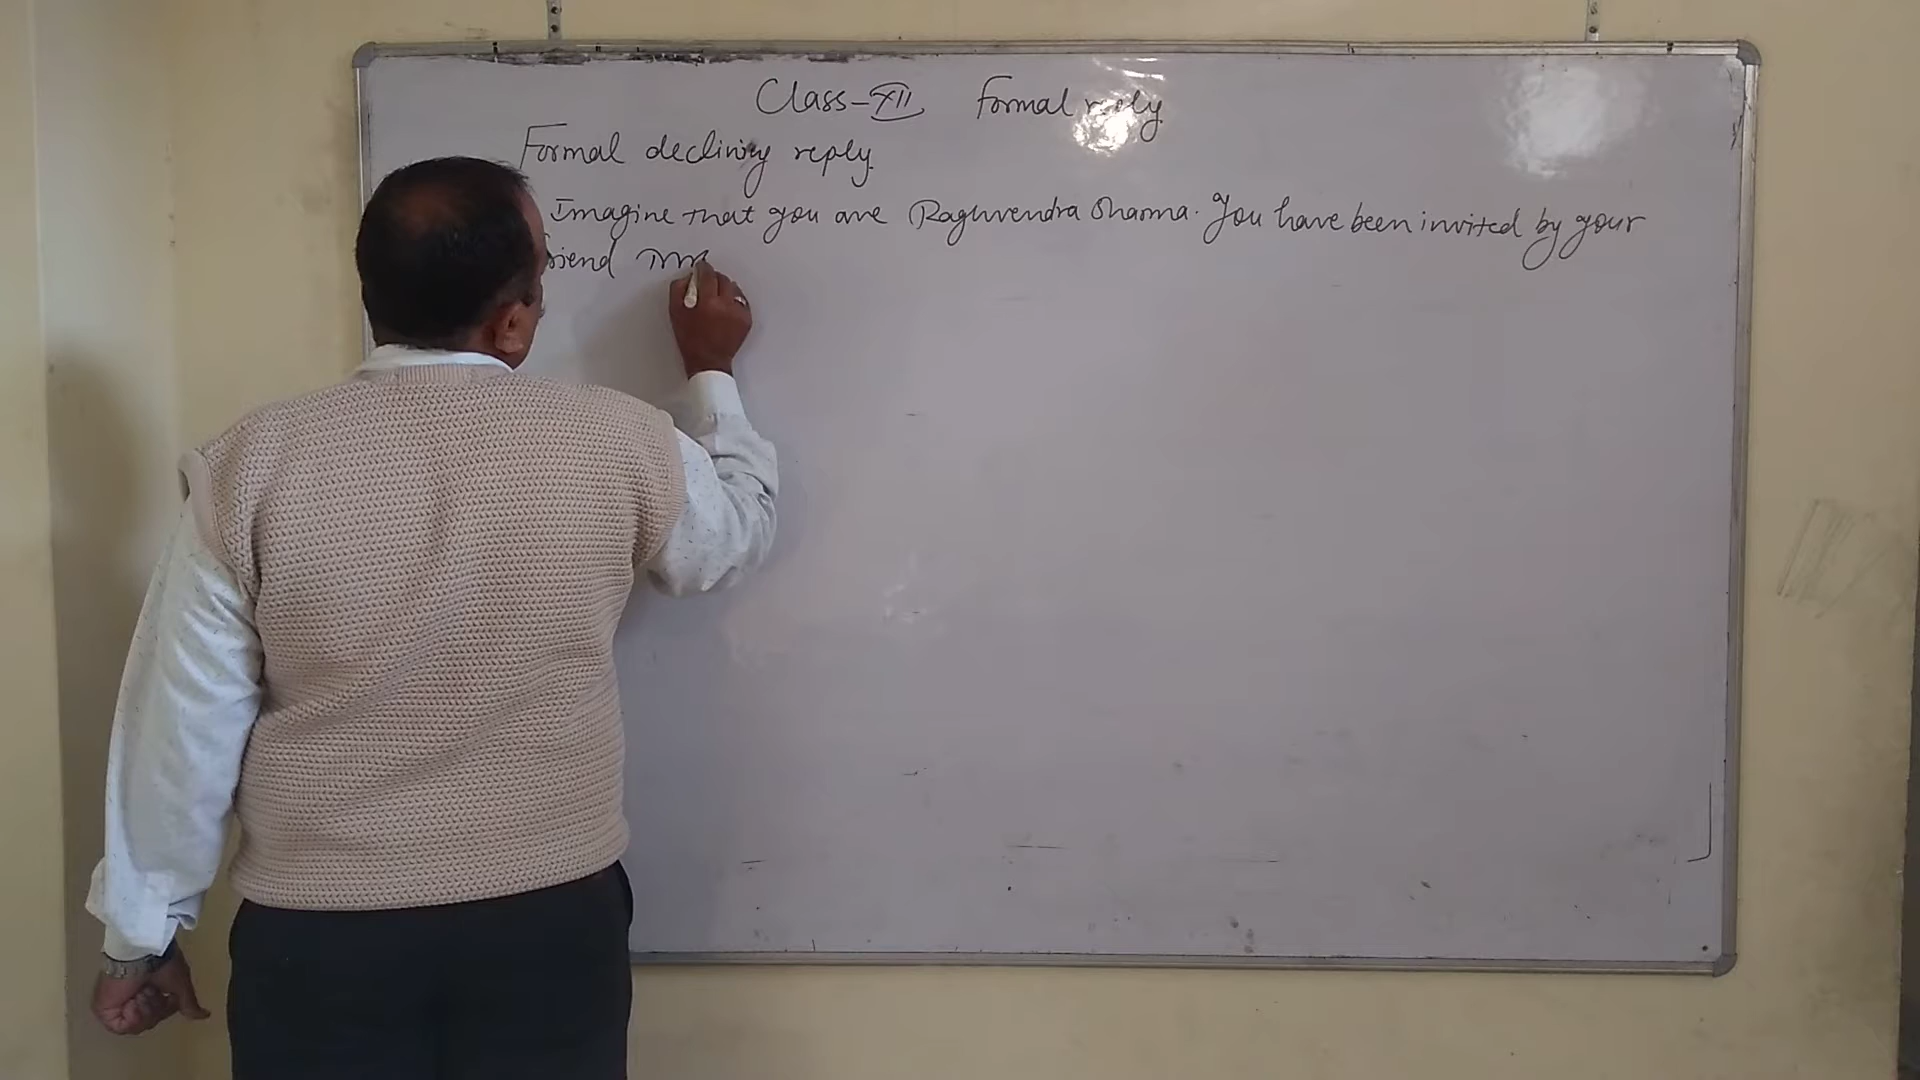 Class-XII Formal reply
Formal declining reply.
Imagine that you are Raghvendra Sharma. You have been invited by your
friend